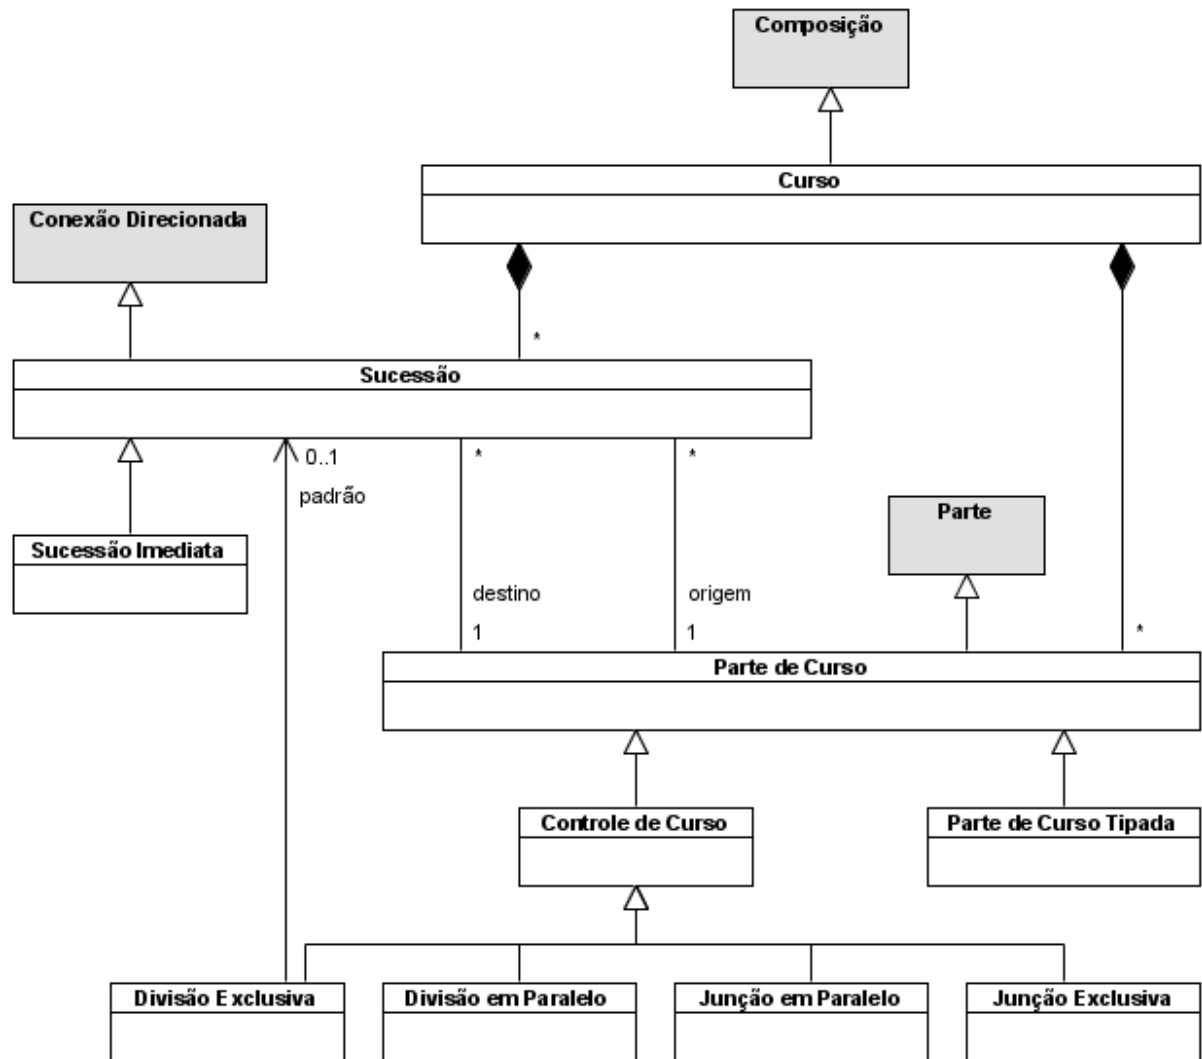 Composição
Curso
Conexão Direcionada
*
Sucessão
0..1
*
*
padrão
Parte
Sucessão Imediata
destino
origem
1
1
*
Parte de Curso
Controle de Curso
Parte de Curso Tipada
Divisão Exclusiva
Divisão em Paralelo
Junção em Paralelo
Junção Exclusiva